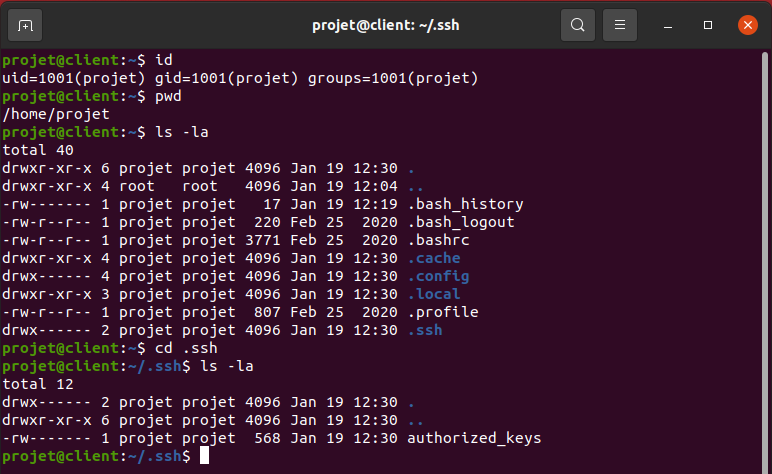 projet@client: ~/.ssh
projet@client:~$ id
uid=1001(projet) gid=1001(projet) groups=1001(projet)
projet@client:~$ pwd
/home/projet
projet@client:~$ ls -la
total 40
drwxr-xr-x 6 projet projet 4096 Jan 19 12:30 .
drwxr-xr-x 4 root   root   4096 Jan 19 12:04 ..
-rw------- 1 projet projet   17 Jan 19 12:19 .bash_history
-rw-r--r-- 1 projet projet  220 Feb 25  2020 .bash_logout
-rw-r--r-- 1 projet projet 3771 Feb 25  2020 .bashrc
drwxr-xr-x 4 projet projet 4096 Jan 19 12:30 .cache
drwx------ 4 projet projet 4096 Jan 19 12:30 .config
drwxr-xr-x 3 projet projet 4096 Jan 19 12:30 .local
-rw-r--r-- 1 projet projet  807 Feb 25  2020 .profile
drwx------ 2 projet projet 4096 Jan 19 12:30 .ssh
projet@client:~$ cd .ssh
projet@client:~/.ssh$ ls -la
total 12
drwx------ 2 projet projet 4096 Jan 19 12:30 .
drwxr-xr-x 6 projet projet 4096 Jan 19 12:30 ..
-rw------- 1 projet projet  568 Jan 19 12:30 authorized_keys
projet@client:~/.ssh$